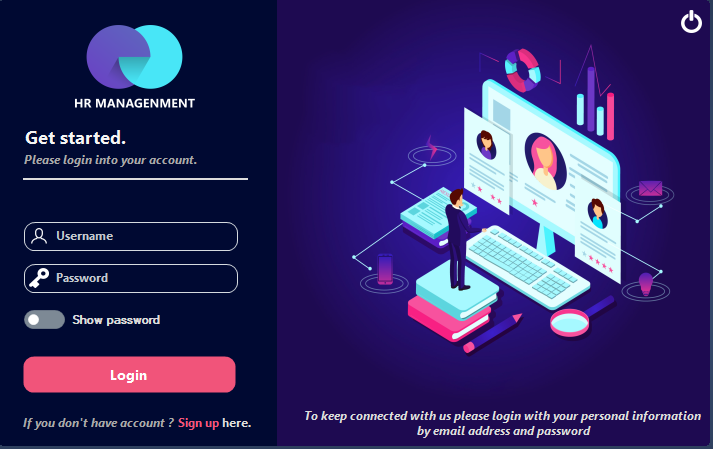 HR MANAGENMENT
Get started.
Please login into your account.
Username
Password
Show password
Login
If you don't have account ? Sign up here.
To keep connected with us please login with your personal information
by email address and password